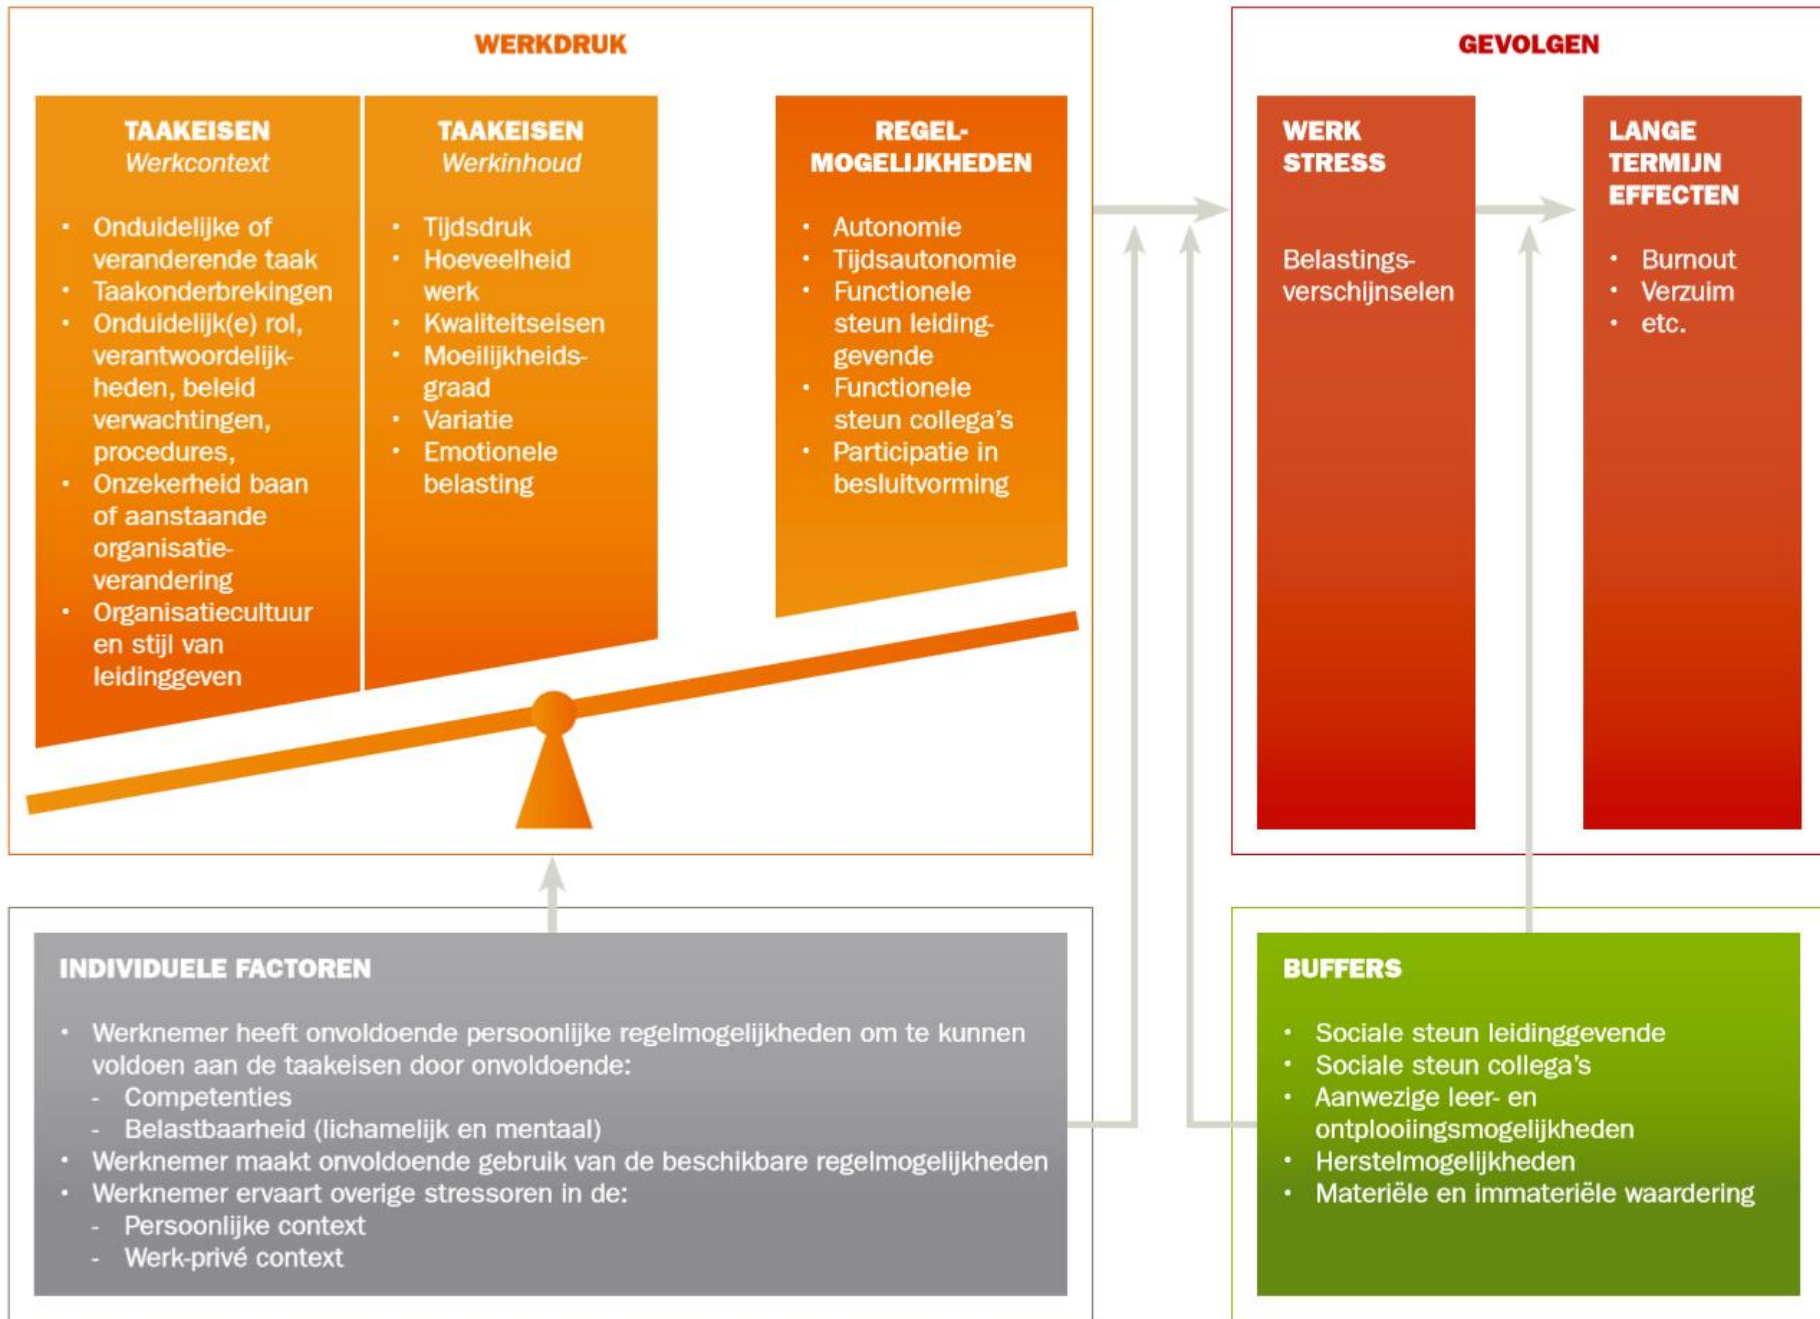 WERKDRUK
TAAKEISEN
Werkcontext
• Onduidelijke of
veranderende taak
• Taakonderbrekingen
• Onduidelijk(e) rol,
verantwoordelijk-
heden, beleid
verwachtingen,
procedures,
• Onzekerheid baan
of aanstaande
organisatie-
verandering
• Organisatiecultuur
en stijl van
leidinggeven
TAAKEISEN
Werkinhoud
• Tijdsdruk
• Hoeveelheid
werk
• Kwaliteitseisen
• Moeilijkheids-
graad
• Variatie
• Emotionele
belasting
REGEL-
MOGELIJKHEDEN
• Autonomie
• Tijdsautonomie
• Functionele
steun leiding-
gevende
• Functionele
steun collega's
• Participatie in
besluitvorming
GEVOLGEN
WERK
STRESS
Belastings-
verschijnselen
LANGE
TERMIJN
EFFECTEN
• Burnout
• Verzuim
• etc.
INDIVIDUELE FACTOREN
• Werknemer heeft onvoldoende persoonlijke regelmogelijkheden om te kunnen
voldoen aan de taakeisen door onvoldoende:
- Competenties
- Belastbaarheid (lichamelijk en mentaal)
• Werknemer maakt onvoldoende gebruik van de beschikbare regelmogelijkheden
• Werknemer ervaart overige stressoren in de:
- Persoonlijke context
- Werk-privé context
BUFFERS
• Sociale steun leidinggevende
• Sociale steun collega's
• Aanwezige leer- en
ontplooiingsmogelijkheden
• Herstelmogelijkheden
• Materiële en immateriële waardering